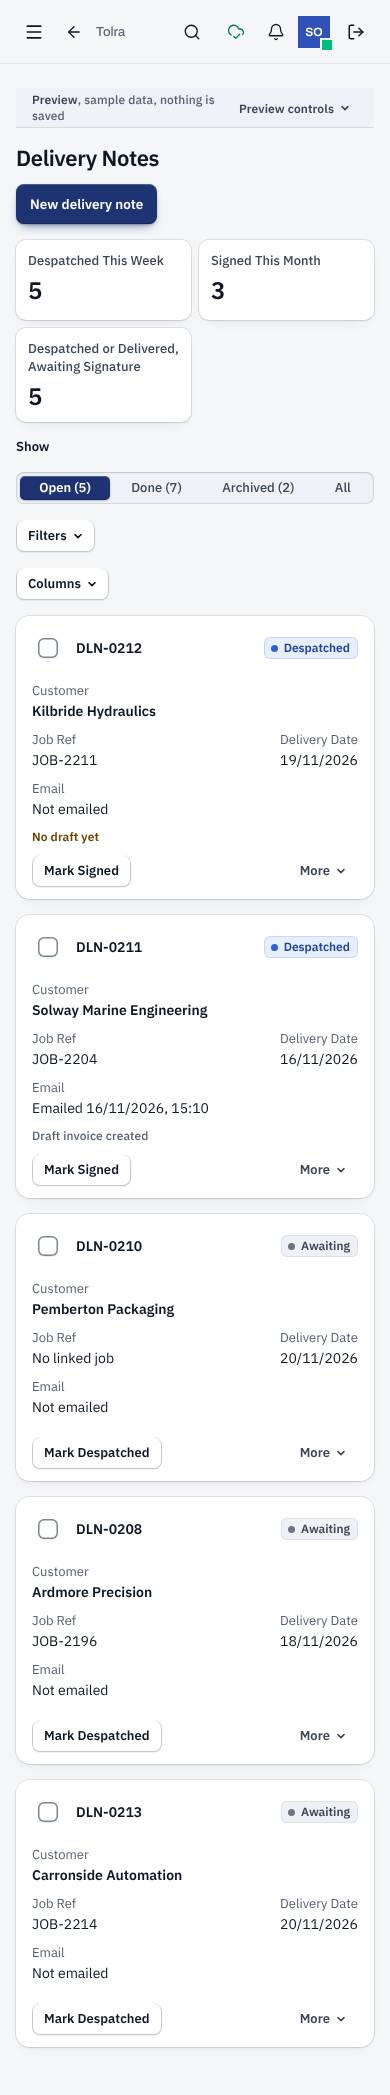 Tolra
SO
Preview, sample data, nothing is
saved
Preview controls
Delivery Notes
New delivery note
Despatched This Week
5
Signed This Month
3
Despatched or Delivered,
Awaiting Signature
5
Show
Open (5) Done (7) Archived (2) All
Filters
Columns
DLN-0212 Despatched
Customer
Kilbride Hydraulics
Job Ref Delivery Date
JOB-2211 19/11/2026
Email
Not emailed
No draft yet
Mark Signed More
DLN-0211 Despatched
Customer
Solway Marine Engineering
Job Ref Delivery Date
JOB-2204 16/11/2026
Email
Emailed 16/11/2026, 15:10
Draft invoice created
Mark Signed More
DLN-0210 Awaiting
Customer
Pemberton Packaging
Job Ref Delivery Date
No linked job 20/11/2026
Email
Not emailed
Mark Despatched More
DLN-0208 Awaiting
Customer
Ardmore Precision
Job Ref Delivery Date
JOB-2196 18/11/2026
Email
Not emailed
Mark Despatched More
DLN-0213 Awaiting
Customer
Carronside Automation
Job Ref Delivery Date
JOB-2214 20/11/2026
Email
Not emailed
Mark Despatched More